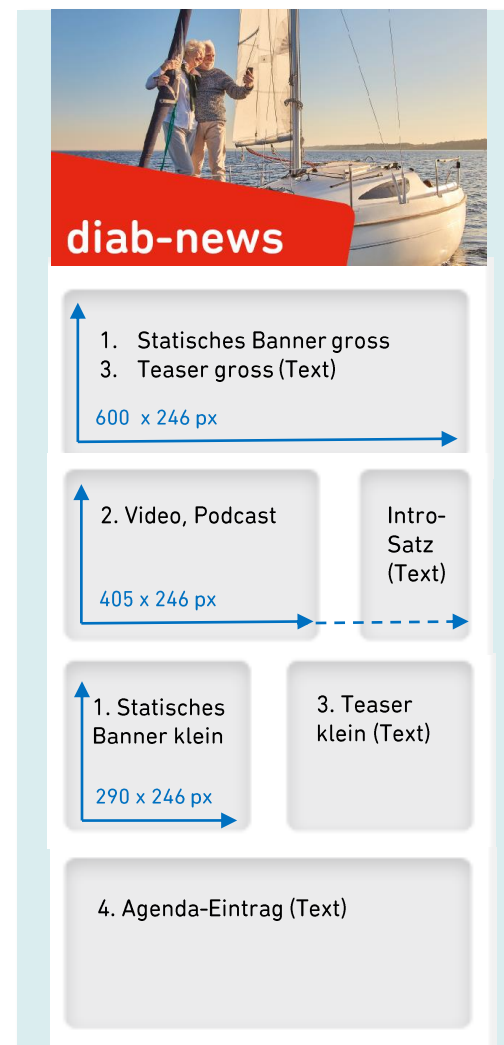 diab-news
1. Statisches Banner gross
3. Teaser gross (Text)
600 x 246 px
2. Video, Podcast
405 x 246 px
Intro-
Satz
(Text)
1. Statisches
Banner klein
290 x 246 px
3. Teaser
klein (Text)
4. Agenda-Eintrag (Text)